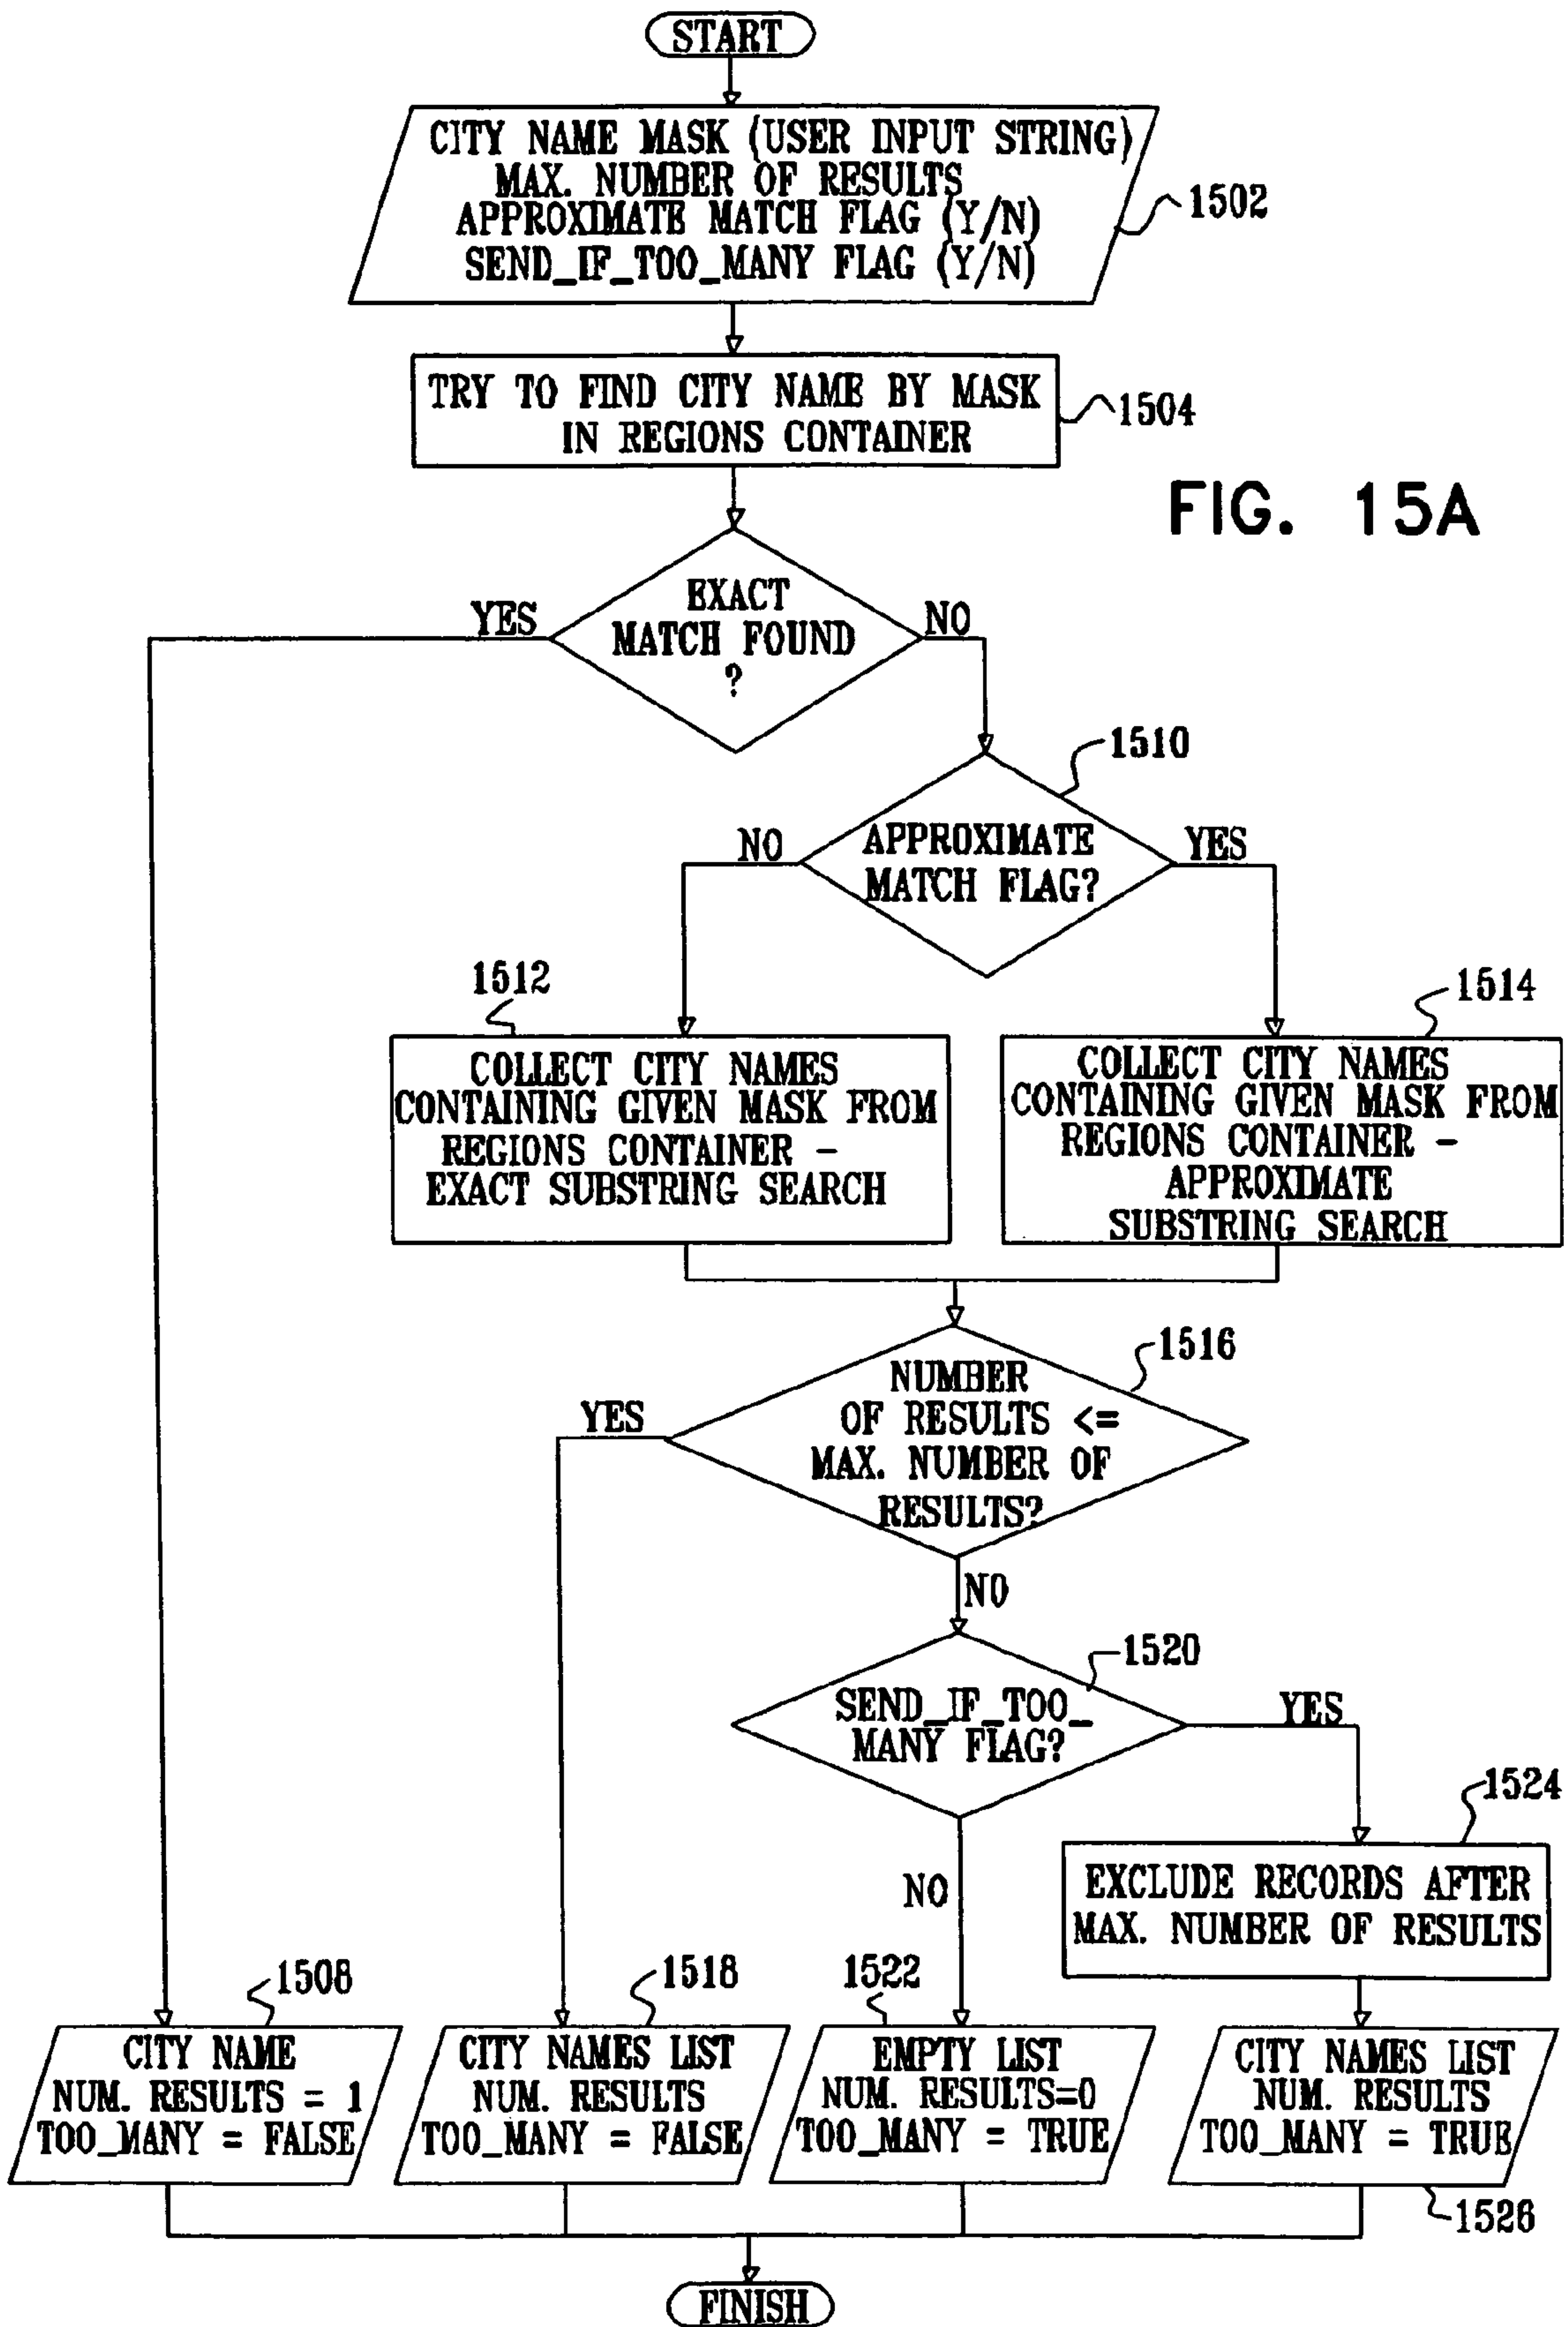 START
CITY NAME MASK (USER INPUT STRING)
MAX. NUMBER OF RESULTS
APPROXIMATE MATCH FLAG (Y/N)
SEND_IF_TOO_MANY FLAG (Y/N)
1502
TRY TO FIND CITY NAME BY MASK
IN REGIONS CONTAINER
1504
FIG. 15A
EXACT
MATCH FOUND
?
YES
NO
1510
APPROXIMATE
MATCH FLAG?
NO
YES
1512
COLLECT CITY NAMES
CONTAINING GIVEN MASK FROM
REGIONS CONTAINER -
EXACT SUBSTRING SEARCH
1514
COLLECT CITY NAMES
CONTAINING GIVEN MASK FROM
REGIONS CONTAINER -
APPROXIMATE
SUBSTRING SEARCH
1516
NUMBER
OF RESULTS <=
MAX. NUMBER OF
RESULTS?
YES
NO
1520
SEND_IF_TOO_
MANY FLAG?
YES
NO
1524
EXCLUDE RECORDS AFTER
MAX. NUMBER OF RESULTS
1508
CITY NAME
NUM. RESULTS = 1
TOO_MANY = FALSE
1518
CITY NAMES LIST
NUM. RESULTS
TOO_MANY = FALSE
1522
EMPTY LIST
NUM. RESULTS=0
TOO_MANY = TRUE
CITY NAMES LIST
NUM. RESULTS
TOO_MANY = TRUE
1526
FINISH